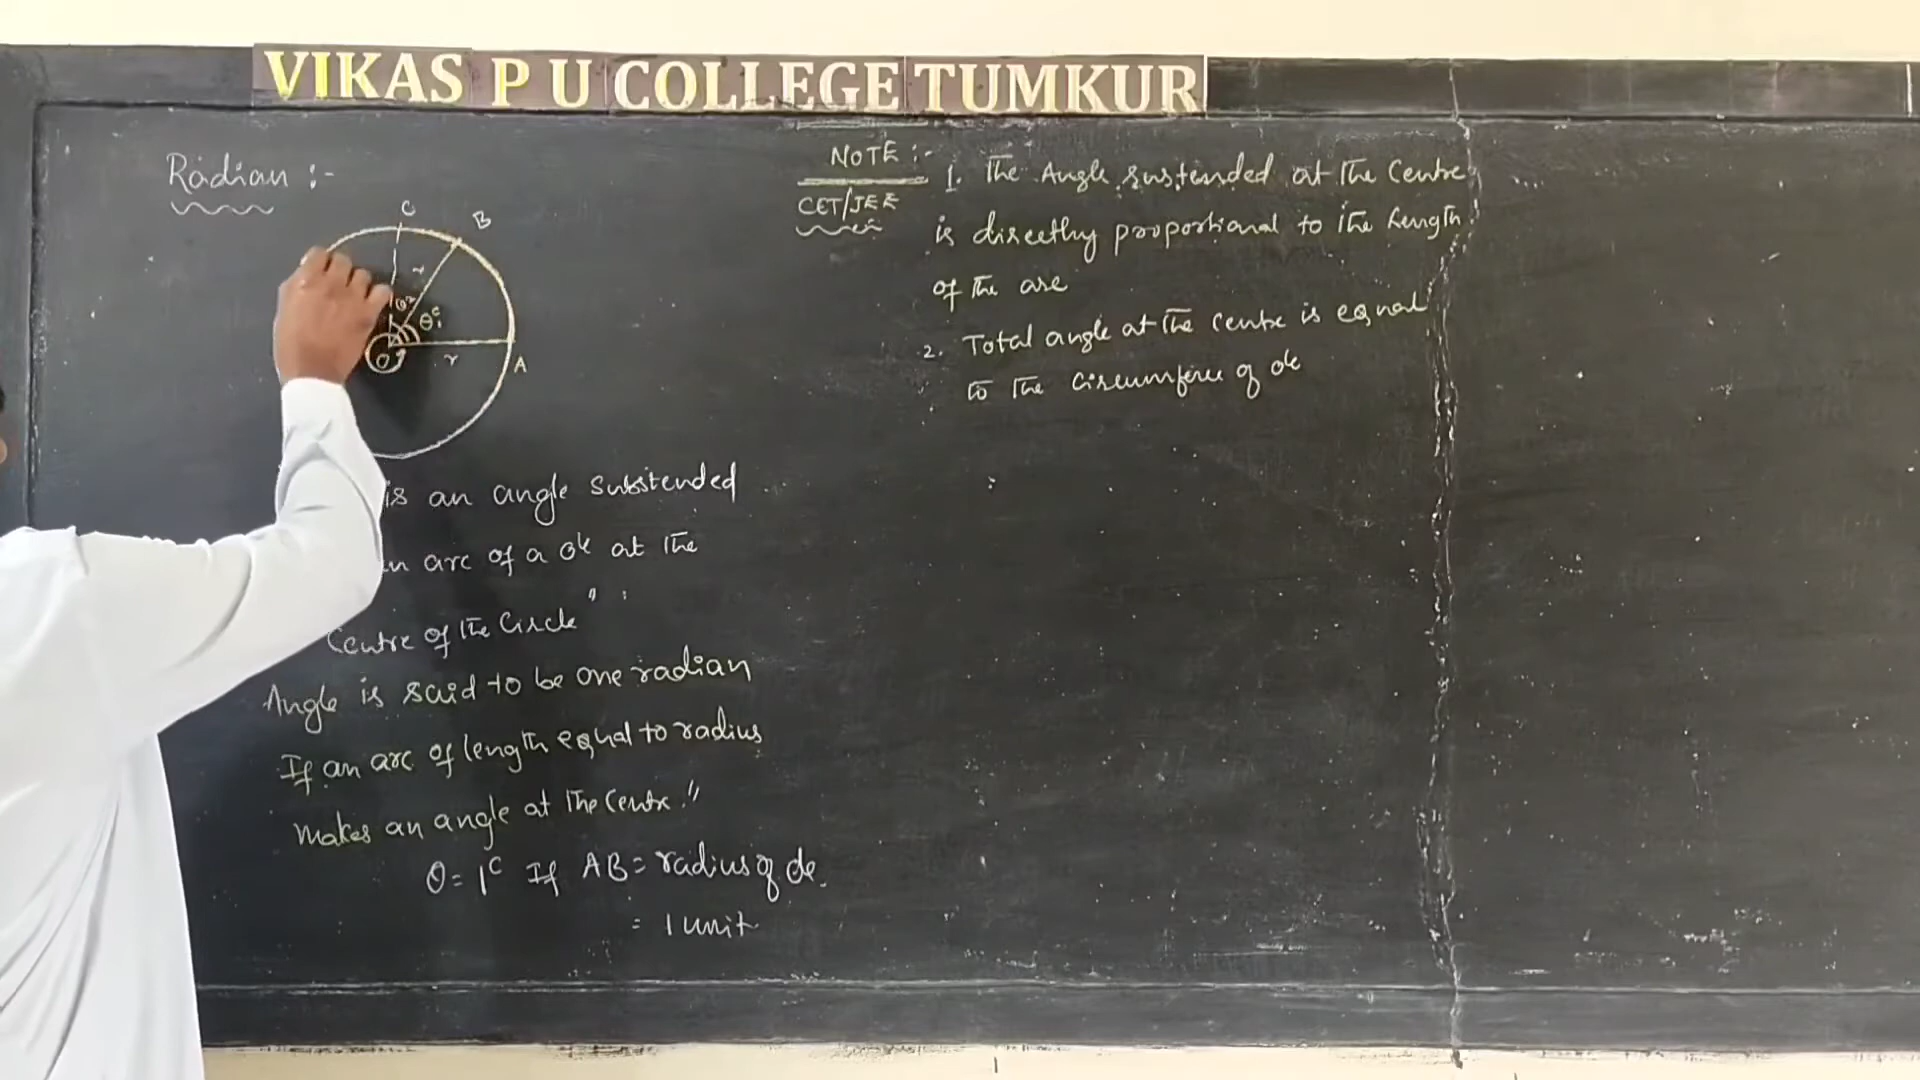 VIKAS P U COLLEGE TUMKUR
Radian :-
C
B
r
θ₂
θ₁ᶜ
O
r
A
is an angle substended
arc of a Ole at the
Centre of the Circle"
Angle is said to be one radian
If an arc of length equal to radius
makes an angle at the Centre"
θ = 1ᶜ If AB = radius of Ole.
= 1 unit
NOTE :-
CET/JEE
1. The Angle sustended at the Centre
is directly proportional to the length
of the arc
2. Total angle at the centre is equal
to the Circumference of Ole